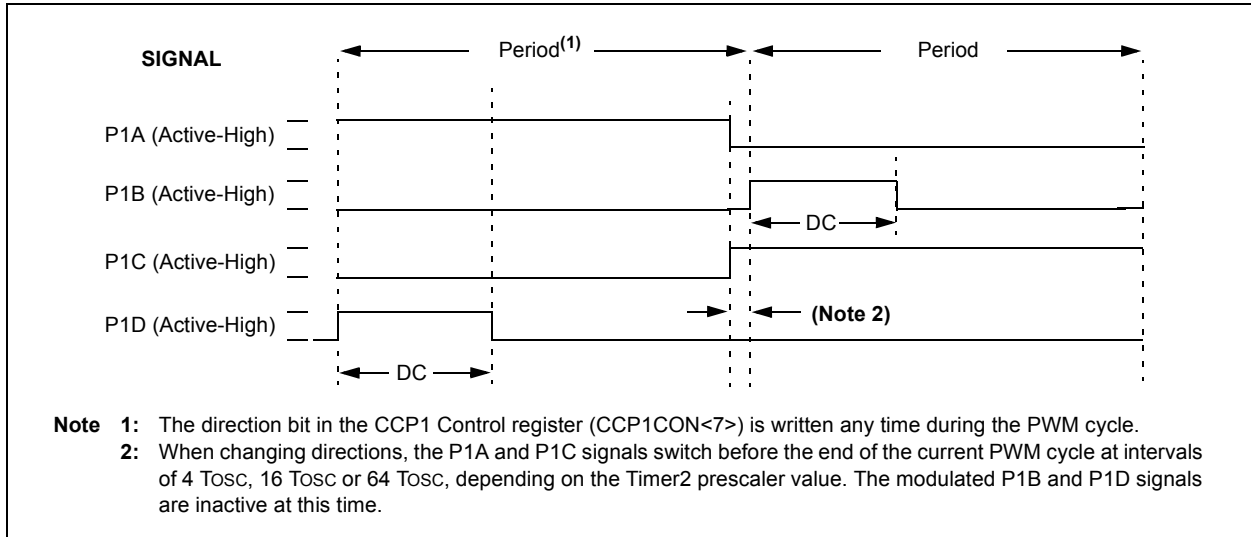 SIGNAL
Period(1)
Period
P1A (Active-High)
P1B (Active-High)
DC
P1C (Active-High)
P1D (Active-High)
(Note 2)
DC
Note 1: The direction bit in the CCP1 Control register (CCP1CON<7>) is written any time during the PWM cycle.
2: When changing directions, the P1A and P1C signals switch before the end of the current PWM cycle at intervals
of 4 TOSC, 16 TOSC or 64 TOSC, depending on the Timer2 prescaler value. The modulated P1B and P1D signals
are inactive at this time.